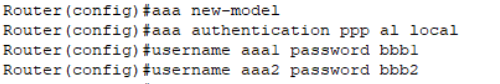 Router(config)#aaa new-model
Router(config)#aaa authentication ppp al local
Router(config)#username aaa1 password bbb1
Router(config)#username aaa2 password bbb2